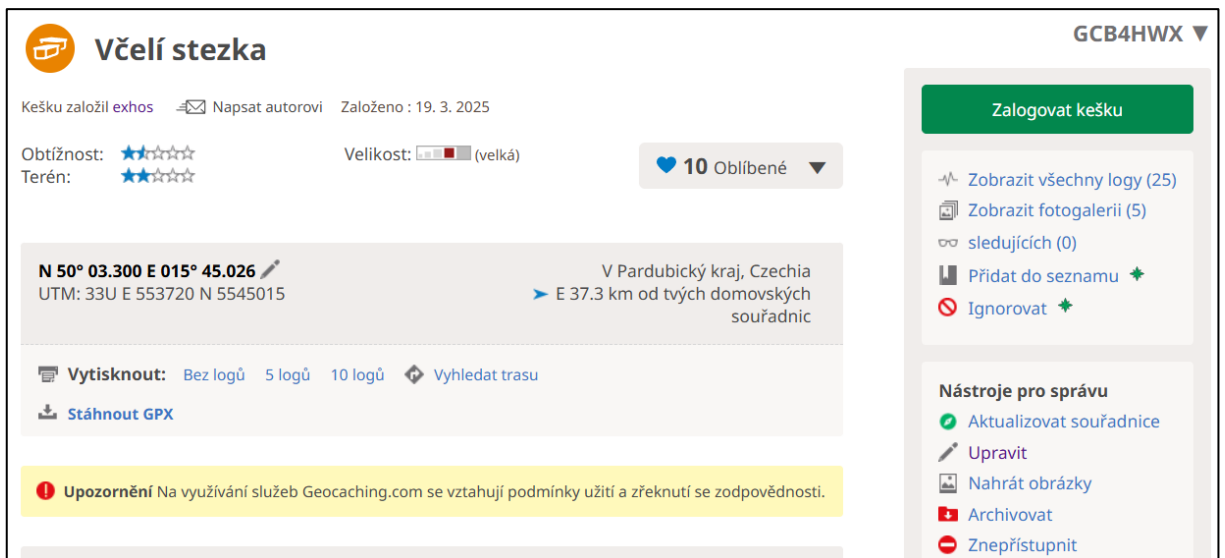 Včelí stezka
GCB4HWX ▼
Kešku založil exhos Napsat autorovi Založeno : 19. 3. 2025
Obtížnost:
Velikost: (velká)
Terén:
10 Oblíbené ▼
N 50° 03.300 E 015° 45.026
UTM: 33U E 553720 N 5545015
V Pardubický kraj, Czechia
E 37.3 km od tvých domovských
souřadnic
Vytisknout: Bez logů 5 logů 10 logů Vyhledat trasu
Stáhnout GPX
Upozornění Na využívání služeb Geocaching.com se vztahují podmínky užití a zřeknutí se zodpovědnosti.
Zalogovat kešku
Zobrazit všechny logy (25)
Zobrazit fotogalerii (5)
sledujících (0)
Přidat do seznamu
Ignorovat
Nástroje pro správu
Aktualizovat souřadnice
Upravit
Nahrát obrázky
Archivovat
Znepřístupnit